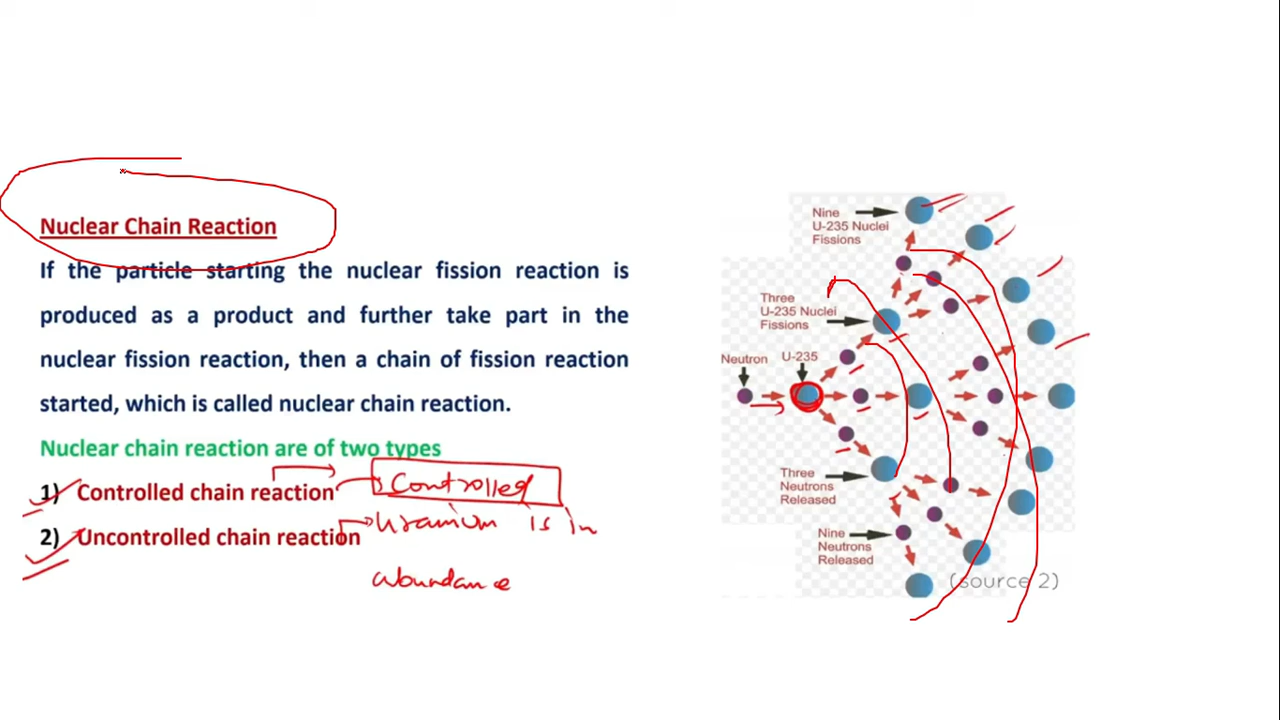 Nuclear Chain Reaction
If the particle starting the nuclear fission reaction is
produced as a product and further take part in the
nuclear fission reaction, then a chain of fission reaction
started, which is called nuclear chain reaction.
Nuclear chain reaction are of two types
1) Controlled chain reaction
Controlled
2) Uncontrolled chain reaction
Uranium is in
abundance
Nine
U-235 Nuclei
Fissions
Three
U-235 Nuclei
Fissions
Neutron
U-235
Three
Neutrons
Released
Nine
Neutrons
Released
(source 2)